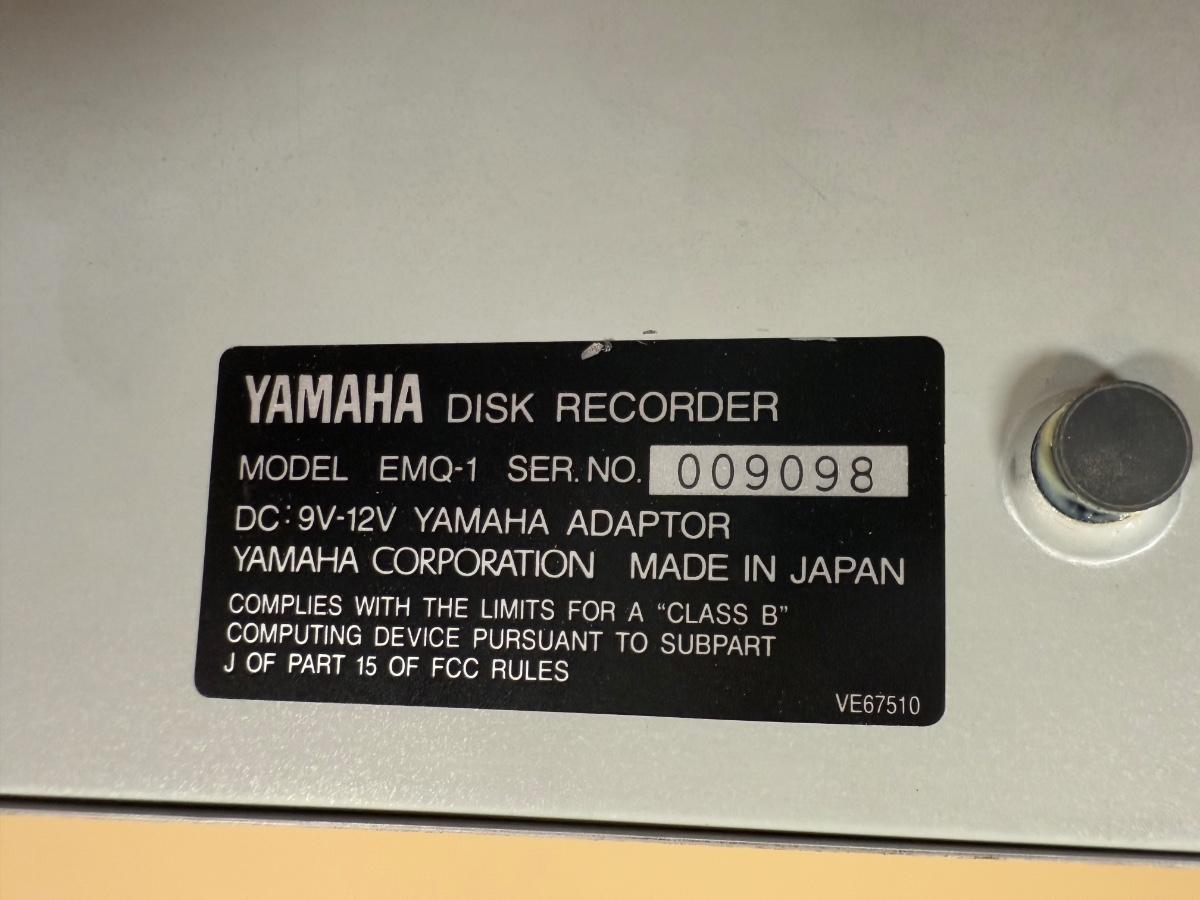 YAMAHA DISK RECORDER
MODEL EMQ-1 SER. NO. 009098
DC: 9V-12V YAMAHA ADAPTOR
YAMAHA CORPORATION MADE IN JAPAN
COMPLIES WITH THE LIMITS FOR A "CLASS B"
COMPUTING DEVICE PURSUANT TO SUBPART
J OF PART 15 OF FCC RULES
VE67510